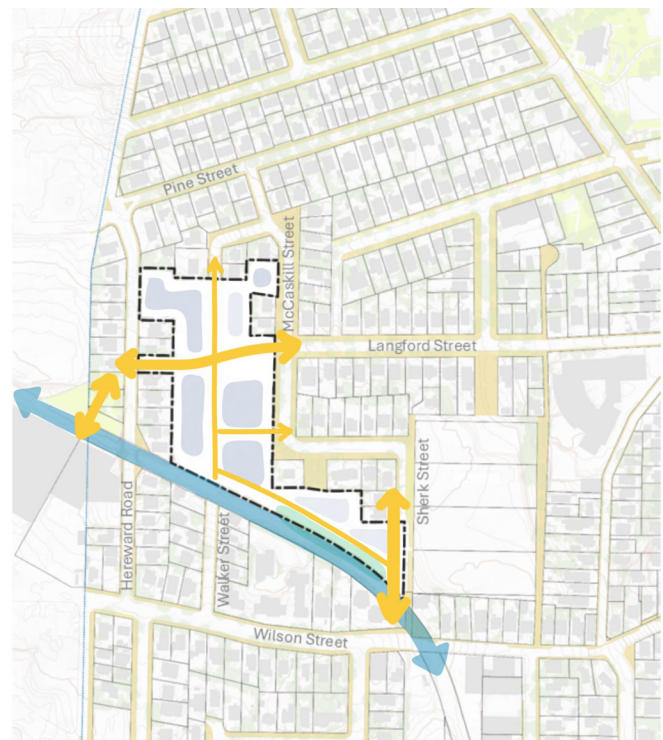 Pine Street
McCaskill Street
Langford Street
Sherk Street
Hereward Road
Walker Street
Wilson Street